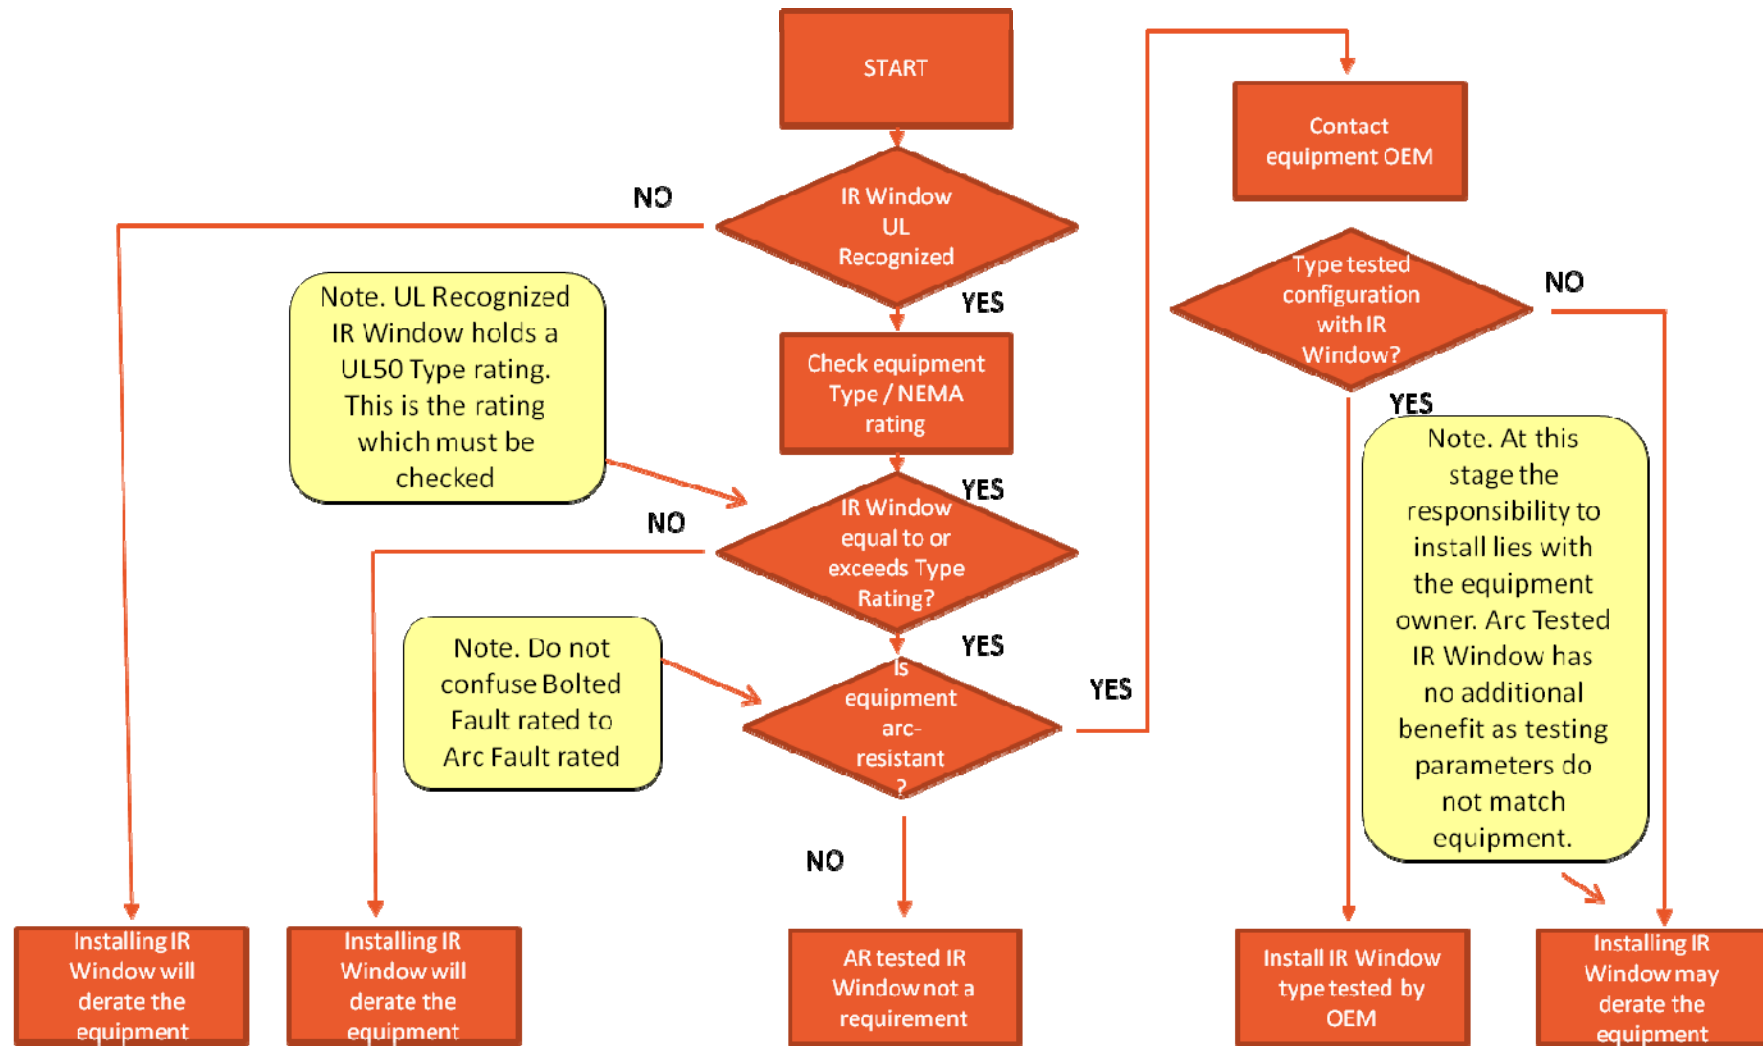 START
IR Window
UL
Recognized
NO
YES
Note. UL Recognized
IR Window holds a
UL50 Type rating.
This is the rating
which must be
checked
Check equipment
Type / NEMA
rating
YES
IR Window
equal to or
exceeds Type
Rating?
NO
YES
Note. Do not
confuse Bolted
Fault rated to
Arc Fault rated
Is
equipment
arc-
resistant
?
YES
NO
Contact
equipment OEM
Type tested
configuration
with IR
Window?
NO
YES
Note. At this
stage the
responsibility to
install lies with
the equipment
owner. Arc Tested
IR Window has
no additional
benefit as testing
parameters do
not match
equipment.
Installing IR
Window will
derate the
equipment
Installing IR
Window will
derate the
equipment
AR tested IR
Window not a
requirement
Install IR Window
type tested by
OEM
Installing IR
Window may
derate the
equipment